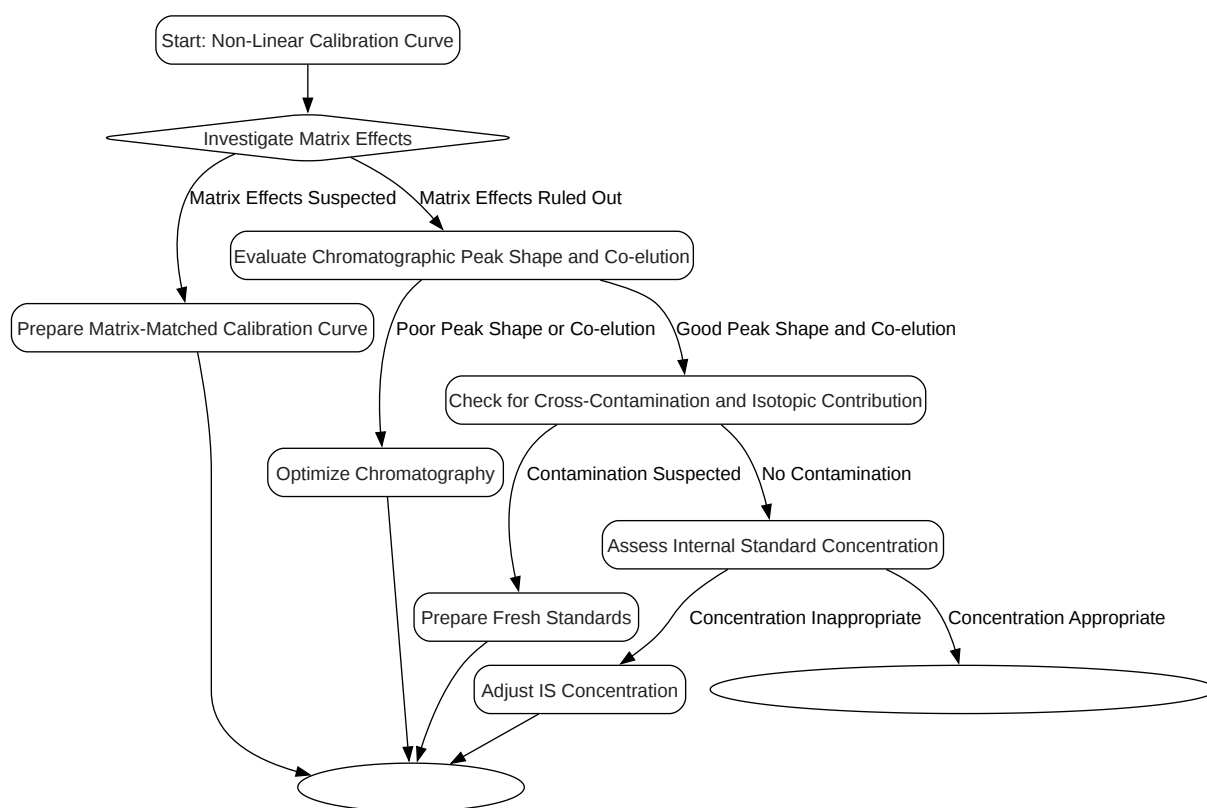 Start: Non-Linear Calibration Curve
Investigate Matrix Effects
Matrix Effects Suspected
Matrix Effects Ruled Out
Evaluate Chromatographic Peak Shape and Co-elution
Prepare Matrix-Matched Calibration Curve
Poor Peak Shape or Co-elution
Good Peak Shape and Co-elution
Check for Cross-Contamination and Isotopic Contribution
Optimize Chromatography
Contamination Suspected
No Contamination
Assess Internal Standard Concentration
Prepare Fresh Standards
Concentration Inappropriate
Concentration Appropriate
Adjust IS Concentration